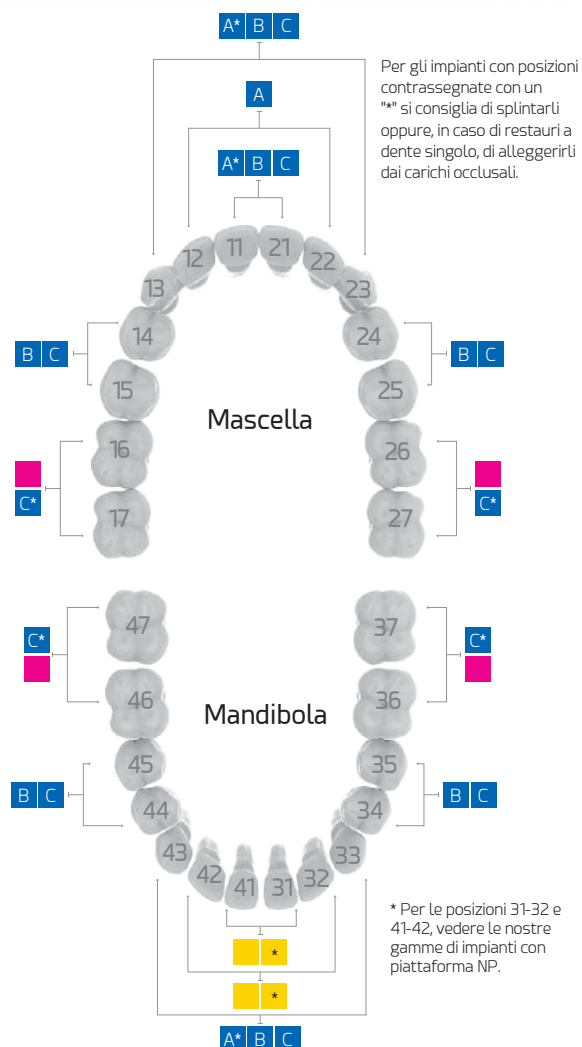 A* B C
Per gli impianti con posizioni
contrassegnate con un
"*" si consiglia di splintarli
oppure, in caso di restauri a
dente singolo, di alleggerirli
dai carichi occlusali.
A
A* B C
11 21
12 22
13 23
14 24
B C B C
15 25
Mascella
16 26
C* C*
17 27
47 37
C* C*
46 36
Mandibola
45 35
B C B C
44 34
43 33
42 32
41 31
* Per le posizioni 31-32 e
41-42, vedere le nostre
gamme di impianti con
piattaforma NP.
*
*
A* B C